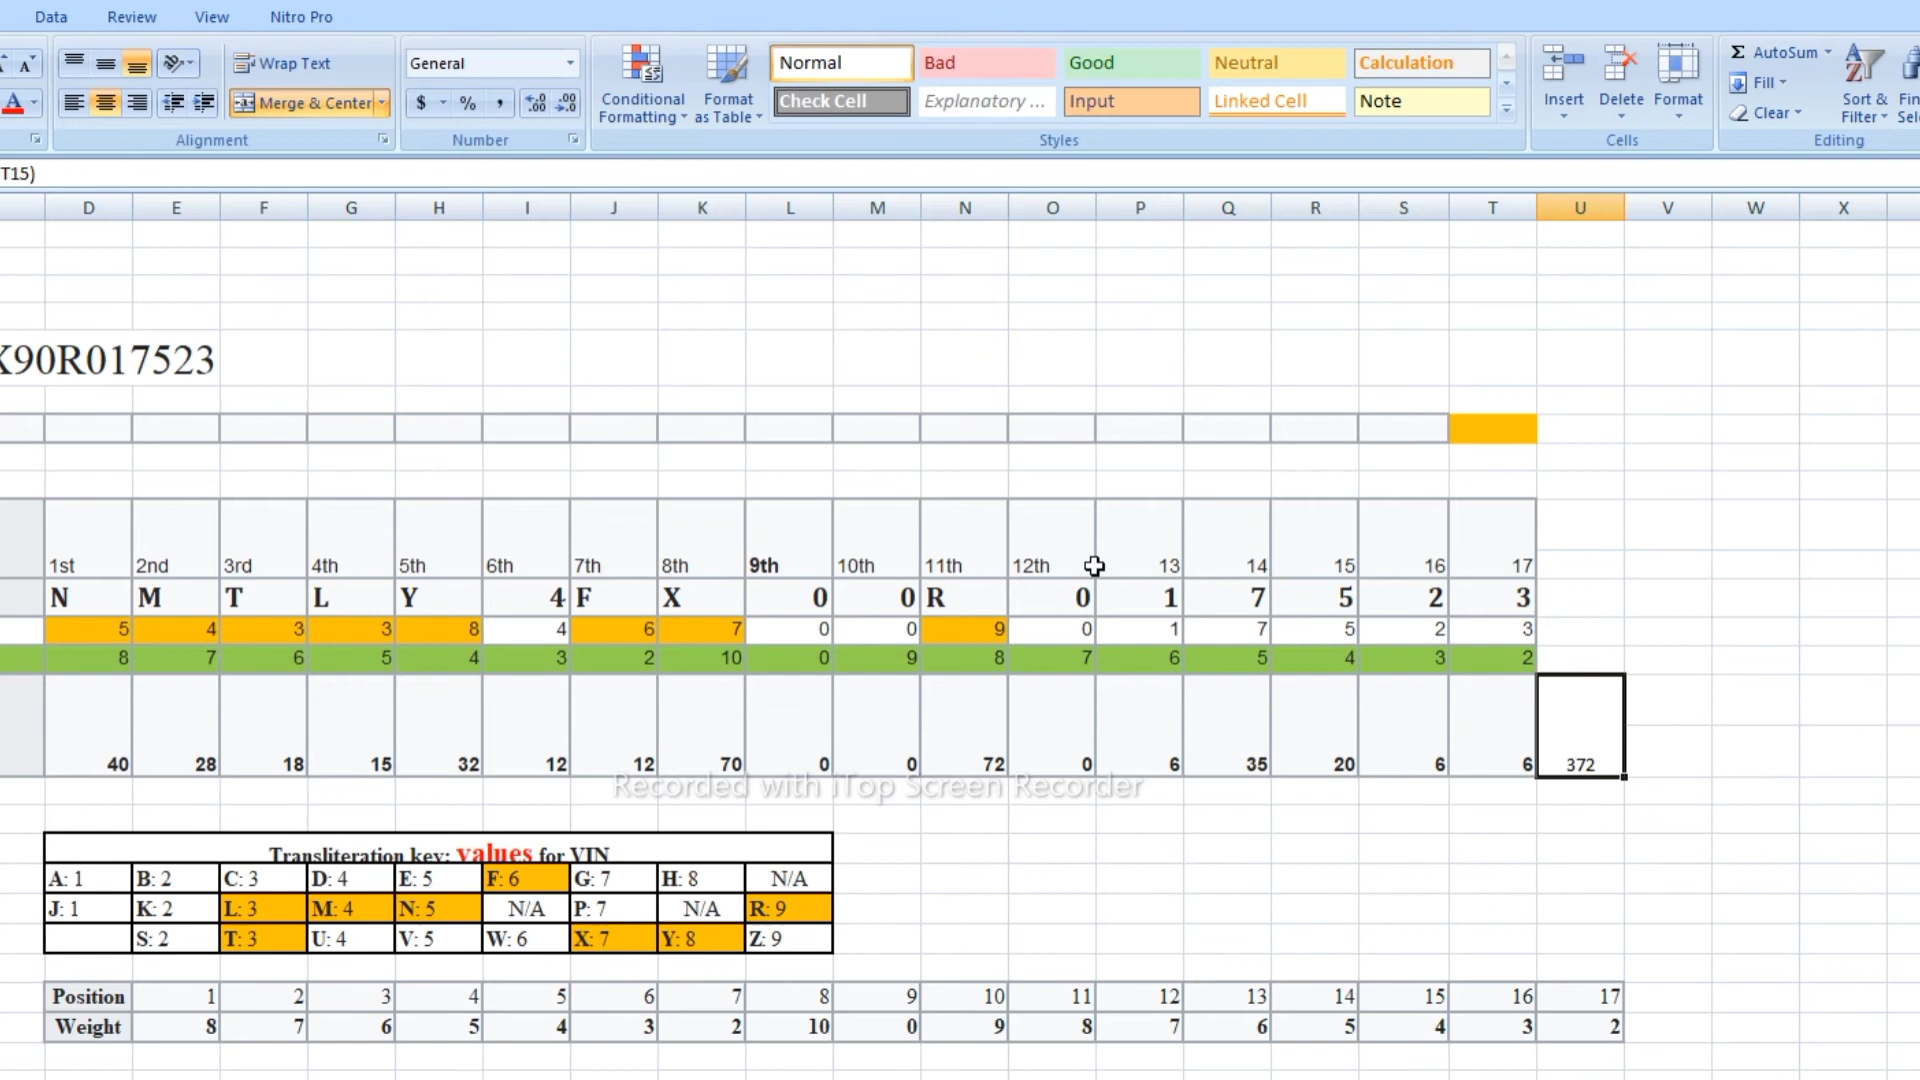 Data Review View Nitro Pro
A A Wrap Text General Normal Bad Good Neutral Calculation AutoSum
A Merge & Center $ % , .0 .00 .00 .0 Conditional Formatting Format as Table Check Cell Explanatory ... Input Linked Cell Note Insert Delete Format Fill Clear Sort & Filter
Alignment Number Styles Cells Editing
T15)
D E F G H I J K L M N O P Q R S T U V W X
X90R017523
1st 2nd 3rd 4th 5th 6th 7th 8th 9th 10th 11th 12th 13 14 15 16 17
N M T L Y 4 F X 0 0 R 0 1 7 5 2 3
5 4 3 3 8 4 6 7 0 0 9 0 1 7 5 2 3
8 7 6 5 4 3 2 10 0 9 8 7 6 5 4 3 2
40 28 18 15 32 12 12 70 0 0 72 0 6 35 20 6 6 372
Recorded with iTop Screen Recorder
Transliteration key: values for VIN
A: 1 B: 2 C: 3 D: 4 E: 5 F: 6 G: 7 H: 8 N/A
J: 1 K: 2 L: 3 M: 4 N: 5 N/A P: 7 N/A R: 9
S: 2 T: 3 U: 4 V: 5 W: 6 X: 7 Y: 8 Z: 9
Position 1 2 3 4 5 6 7 8 9 10 11 12 13 14 15 16 17
Weight 8 7 6 5 4 3 2 10 0 9 8 7 6 5 4 3 2